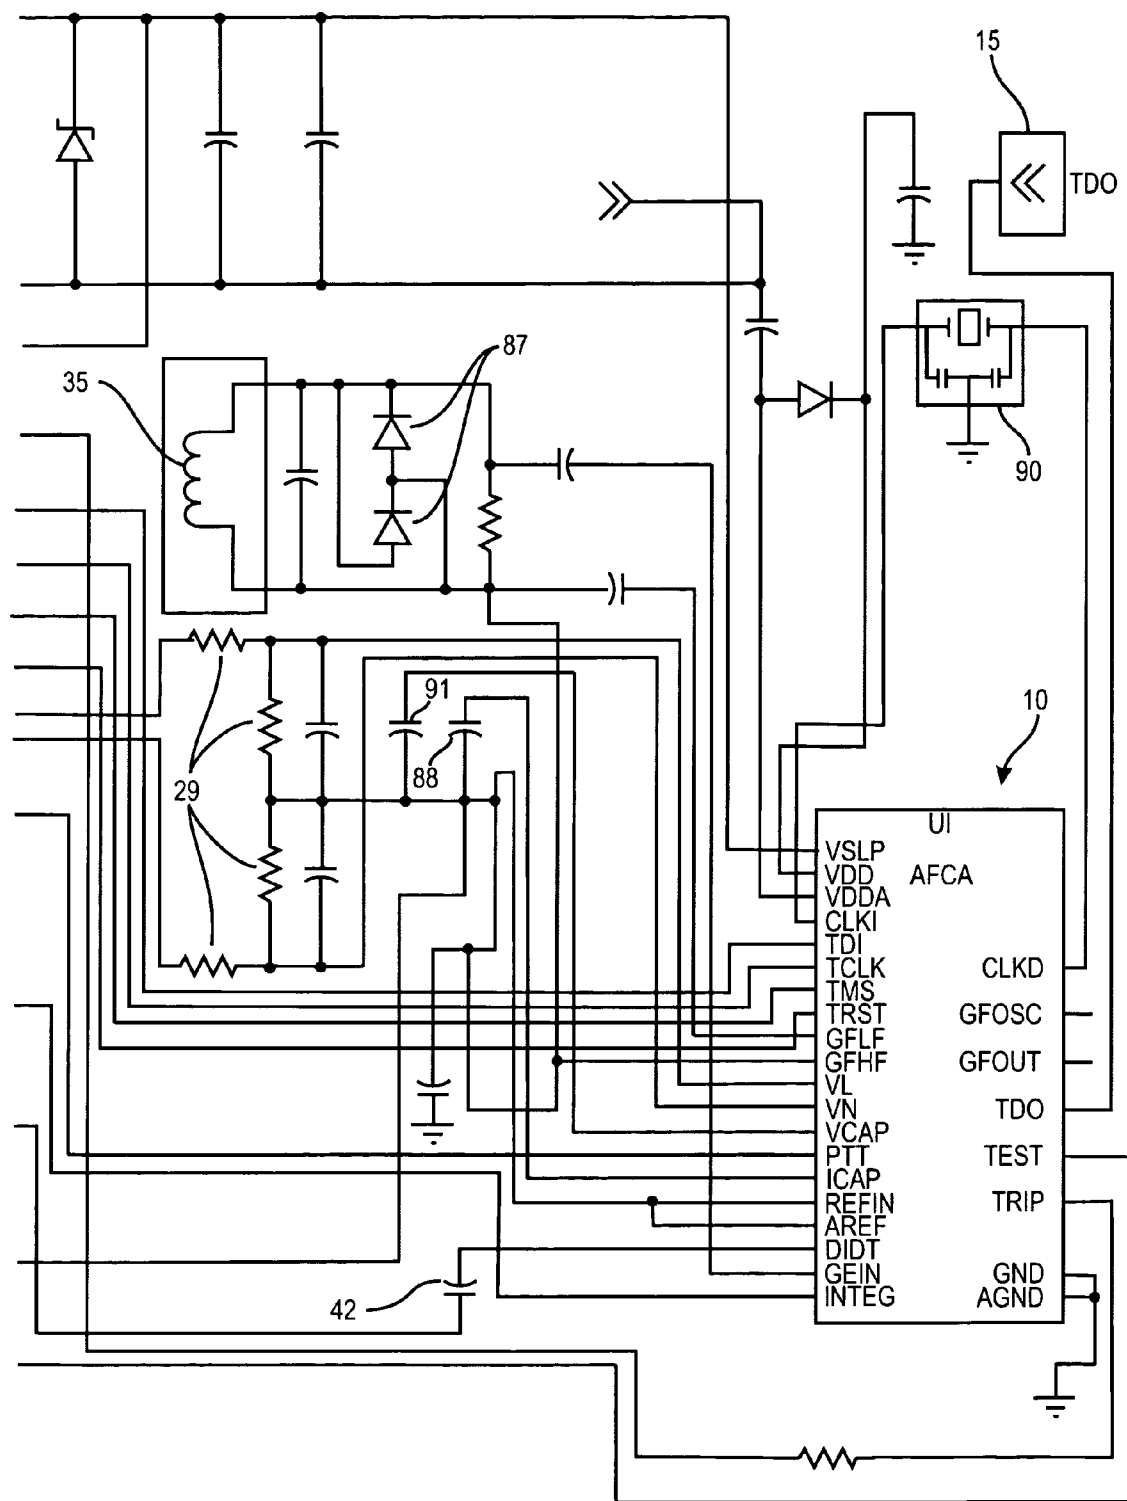 15
TDO
87
35
90
91
10
88
29
UI
VSLP
AFCA
VDD
VDDA
CLKI
TDI
TCLK
CLKD
TMS
TRST
GFOSC
GFLF
GFHF
GFOUT
VL
VN
TDO
VCAP
PTT
TEST
ICAP
REFIN
TRIP
AREF
DIDT
GEIN
GND
INTEG
AGND
42